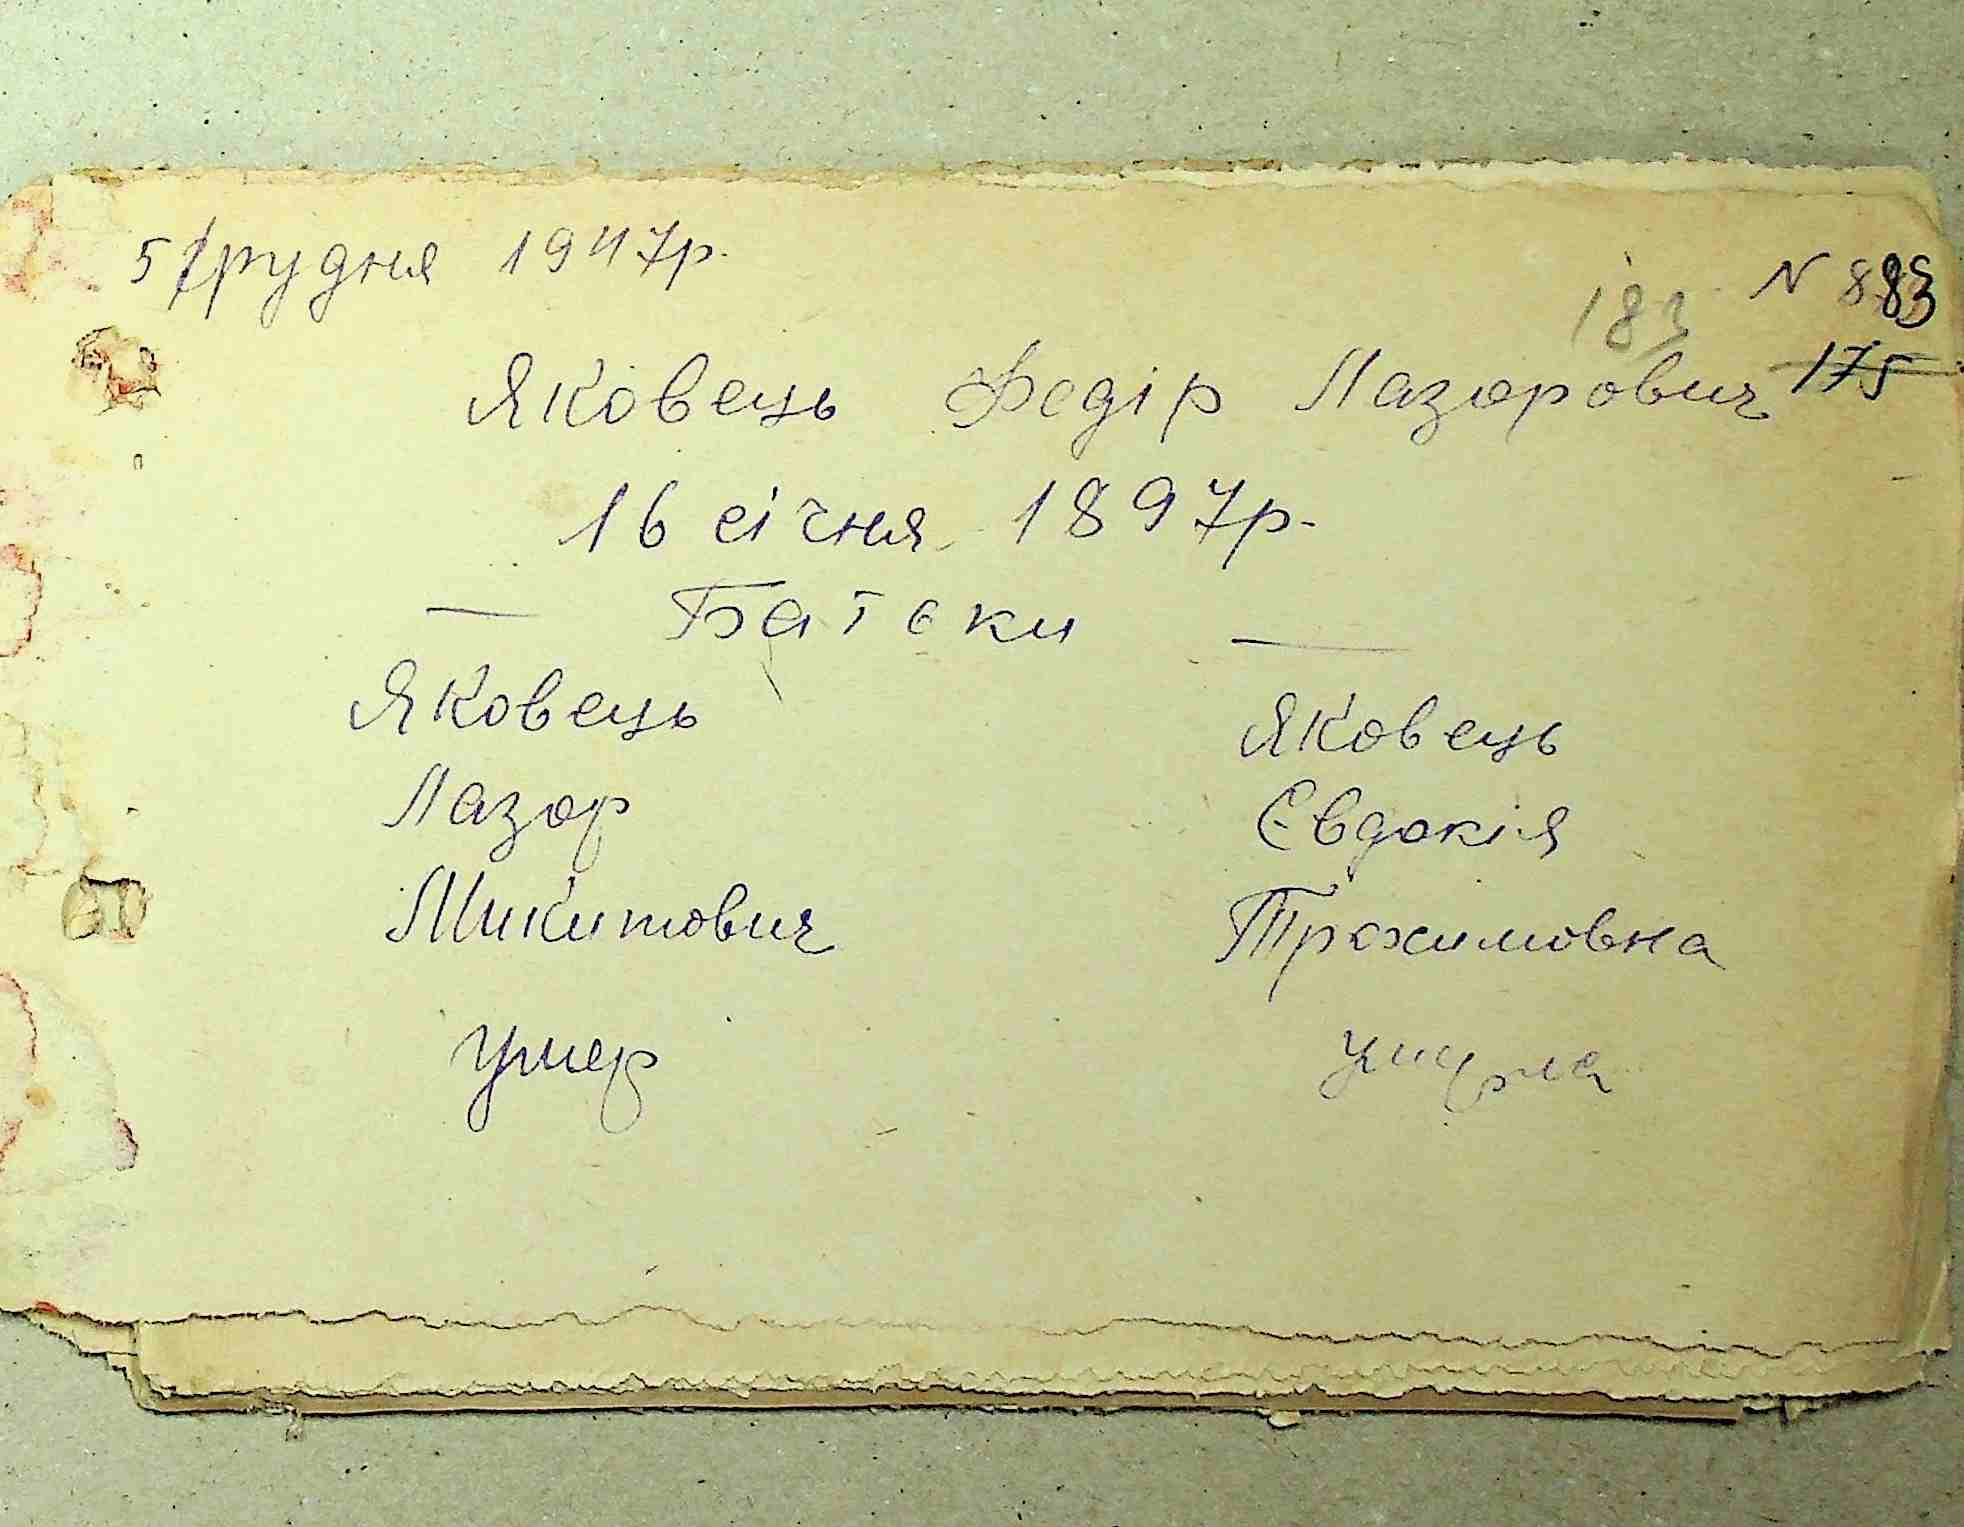 5 грудня 1947р.
N 883
183
175
Яковець Федір Лазорович
16 січня 1897р.
— Батьки —
Яковець
Лазор
Микитович
умер
Яковець
Євдокія
Трохимовна
умерла